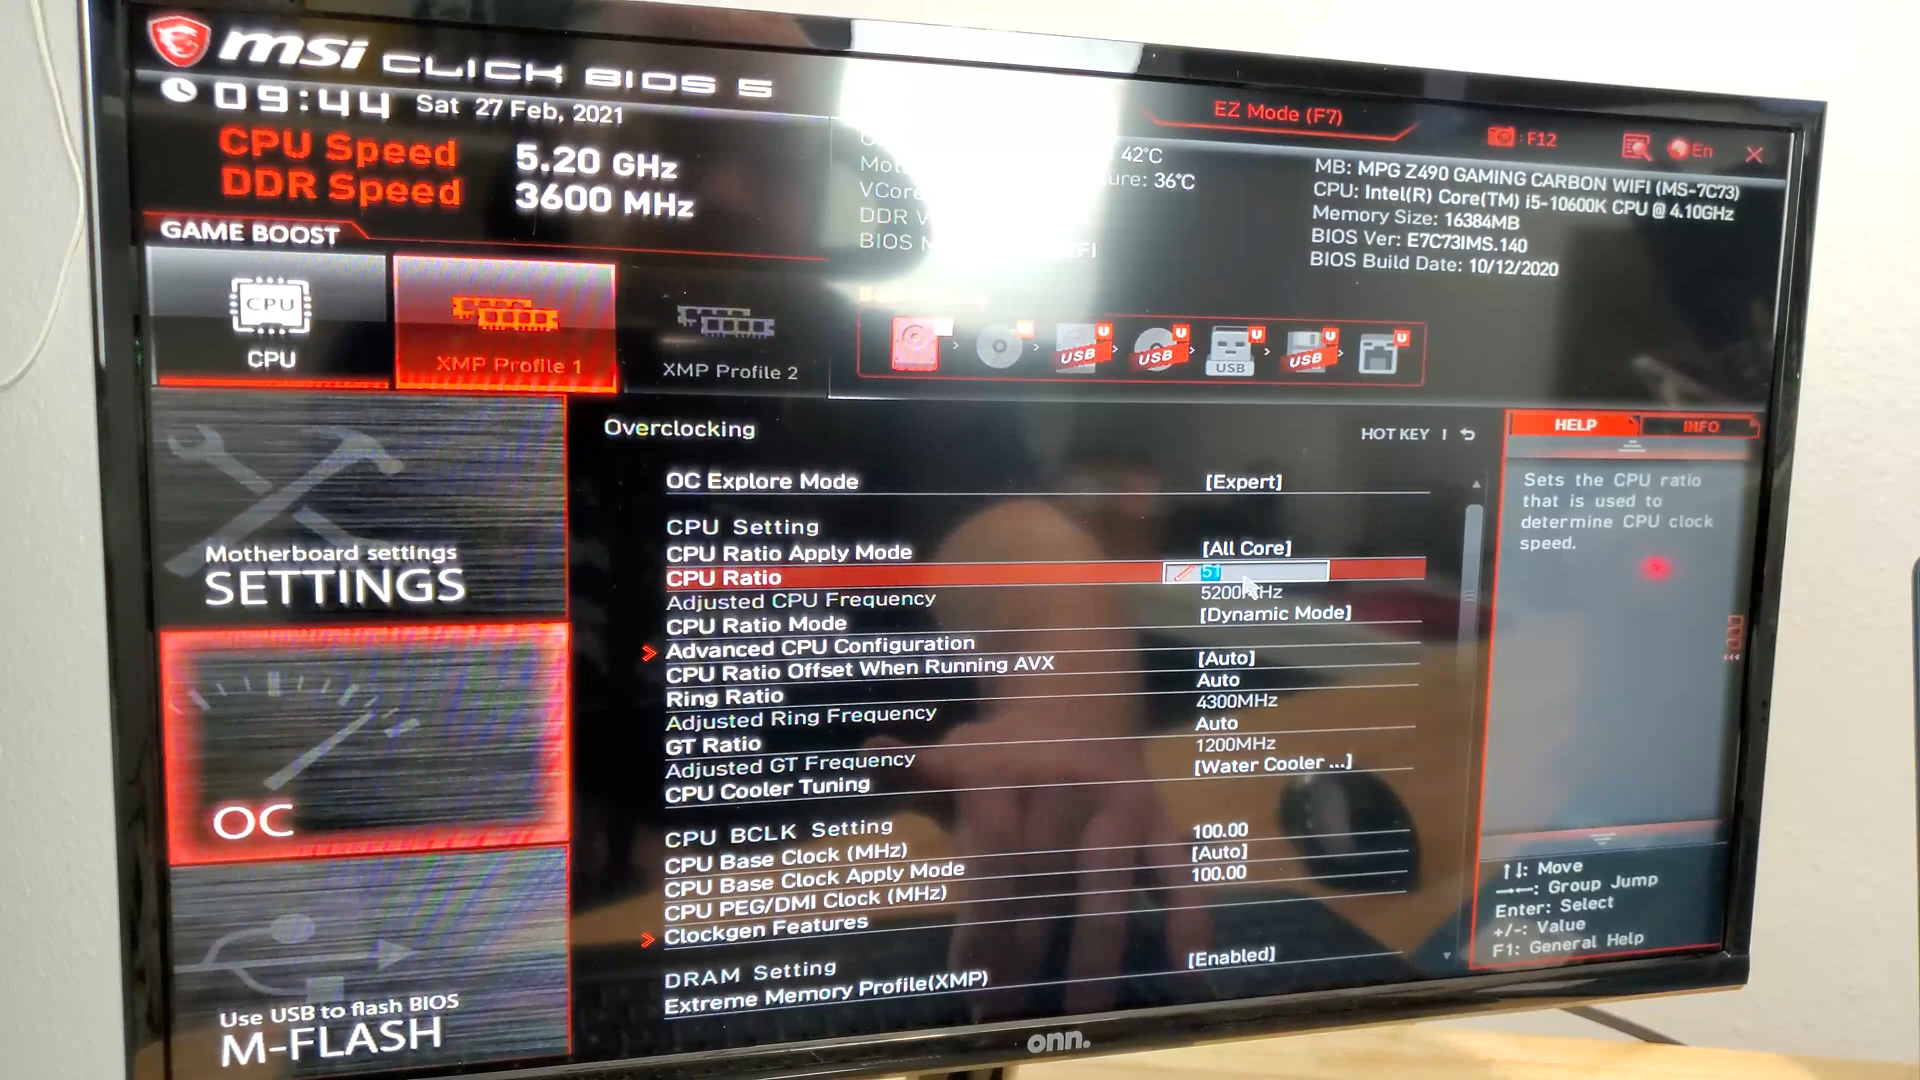 msi CLICK BIOS 5
09:44 Sat 27 Feb, 2021
CPU Speed 5.20 GHz
DDR Speed 3600 MHz
EZ Mode (F7)
: F12
En
42°C
36°C
VCore
DDR
BIOS
MB: MPG Z490 GAMING CARBON WIFI (MS-7C73)
CPU: Intel(R) Core(TM) i5-10600K CPU @ 4.10GHz
Memory Size: 16384MB
BIOS Ver: E7C73IMS.140
BIOS Build Date: 10/12/2020
GAME BOOST
CPU
CPU
XMP Profile 1
XMP Profile 2
USB
USB
USB
USB
Motherboard settings
SETTINGS
OC
Use USB to flash BIOS
M-FLASH
Overclocking
HOT KEY
OC Explore Mode [Expert]
CPU Setting
CPU Ratio Apply Mode [All Core]
CPU Ratio 51
Adjusted CPU Frequency
CPU Ratio Mode [Dynamic Mode]
> Advanced CPU Configuration
CPU Ratio Offset When Running AVX [Auto]
Ring Ratio Auto
Adjusted Ring Frequency 4300MHz
GT Ratio Auto
Adjusted GT Frequency 1200MHz
CPU Cooler Tuning [Water Cooler ...]
CPU BCLK Setting
CPU Base Clock (MHz) 100.00
CPU Base Clock Apply Mode [Auto]
CPU PEG/DMI Clock (MHz) 100.00
> Clockgen Features
DRAM Setting
Extreme Memory Profile(XMP) [Enabled]
HELP
INFO
Sets the CPU ratio
that is used to
determine CPU clock
speed.
↑↓: Move
→←: Group Jump
Enter: Select
+/-: Value
F1: General Help
onn.